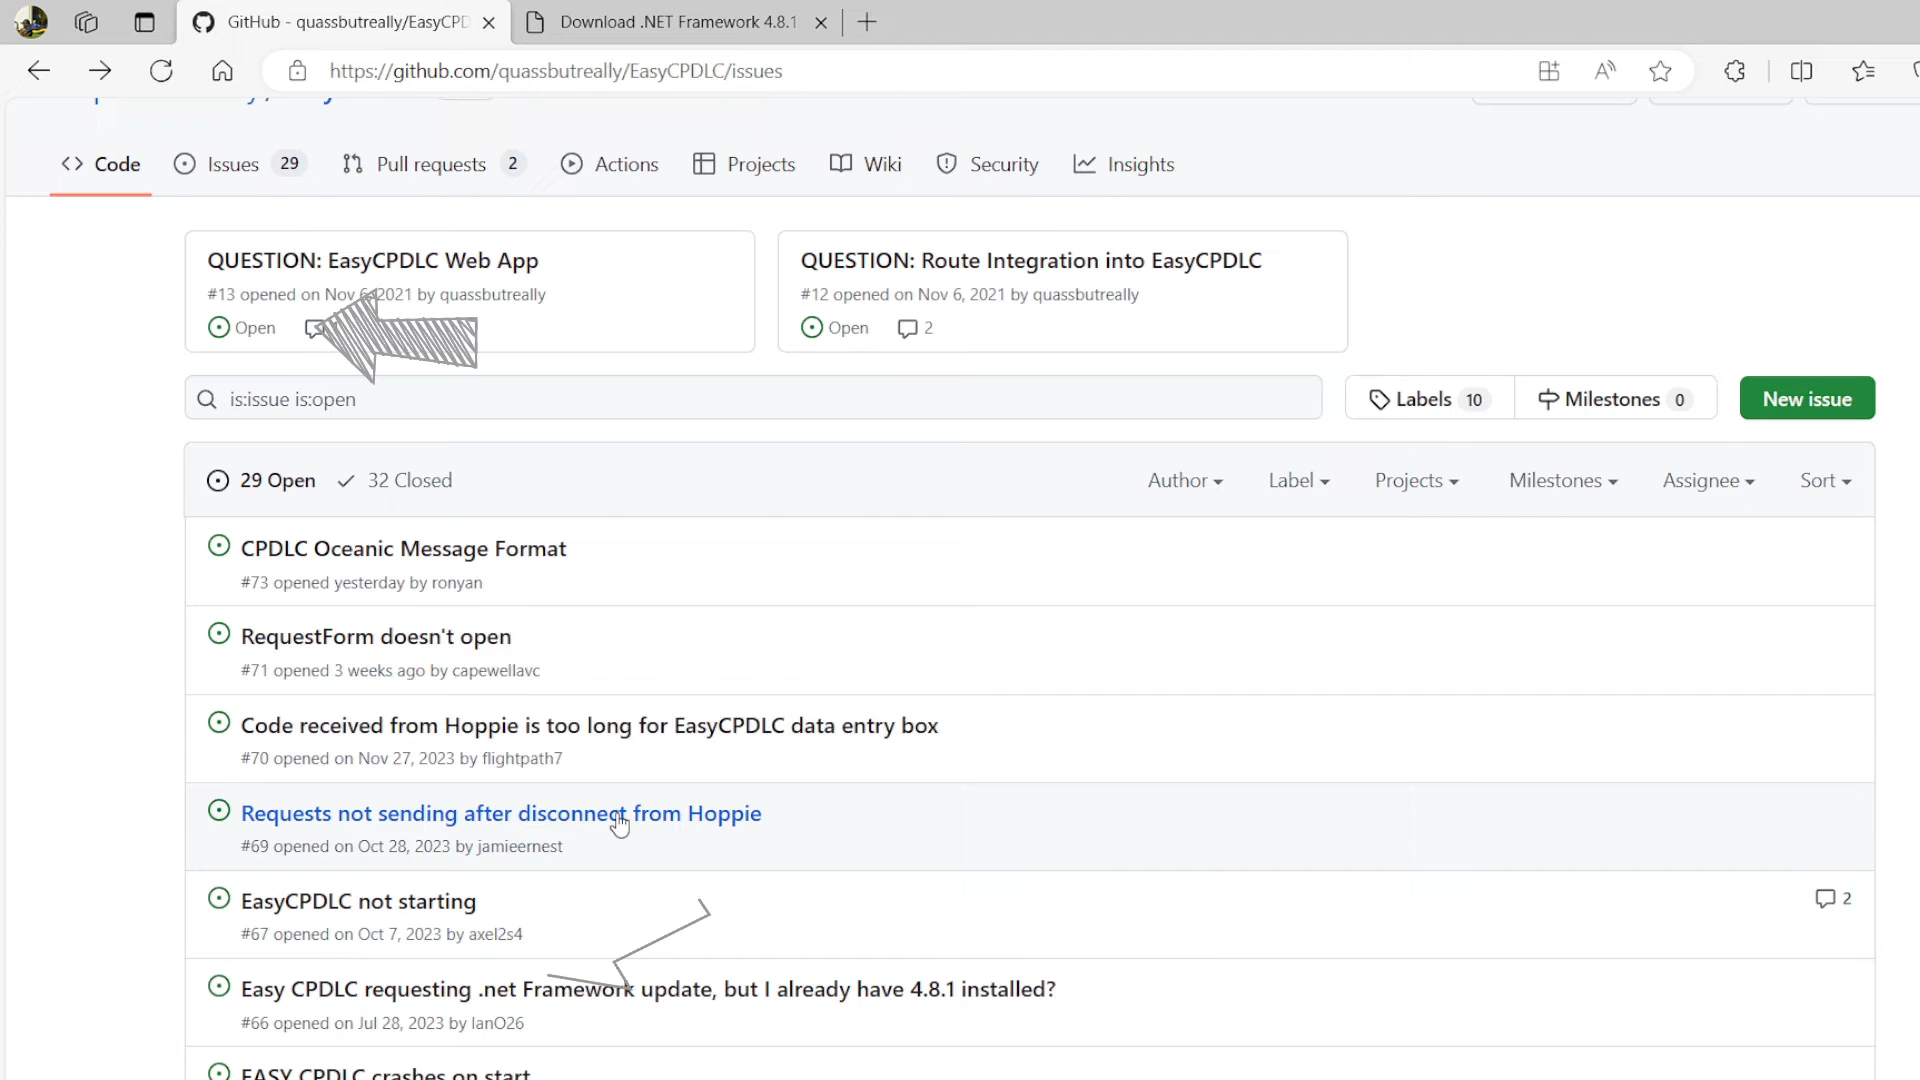 GitHub - quassbutreally/EasyCPD
Download .NET Framework 4.8.1
https://github.com/quassbutreally/EasyCPDLC/issues
Code
Issues 29
Pull requests 2
Actions
Projects
Wiki
Security
Insights
QUESTION: EasyCPDLC Web App
#13 opened on Nov 6, 2021 by quassbutreally
Open
QUESTION: Route Integration into EasyCPDLC
#12 opened on Nov 6, 2021 by quassbutreally
Open 2
is:issue is:open
Labels 10
Milestones 0
New issue
29 Open
32 Closed
Author
Label
Projects
Milestones
Assignee
Sort
CPDLC Oceanic Message Format
#73 opened yesterday by ronyan
RequestForm doesn't open
#71 opened 3 weeks ago by capewellavc
Code received from Hoppie is too long for EasyCPDLC data entry box
#70 opened on Nov 27, 2023 by flightpath7
Requests not sending after disconnect from Hoppie
#69 opened on Oct 28, 2023 by jamieernest
EasyCPDLC not starting
2
#67 opened on Oct 7, 2023 by axel2s4
Easy CPDLC requesting .net Framework update, but I already have 4.8.1 installed?
#66 opened on Jul 28, 2023 by IanO26
EASY CPDLC crashes on start